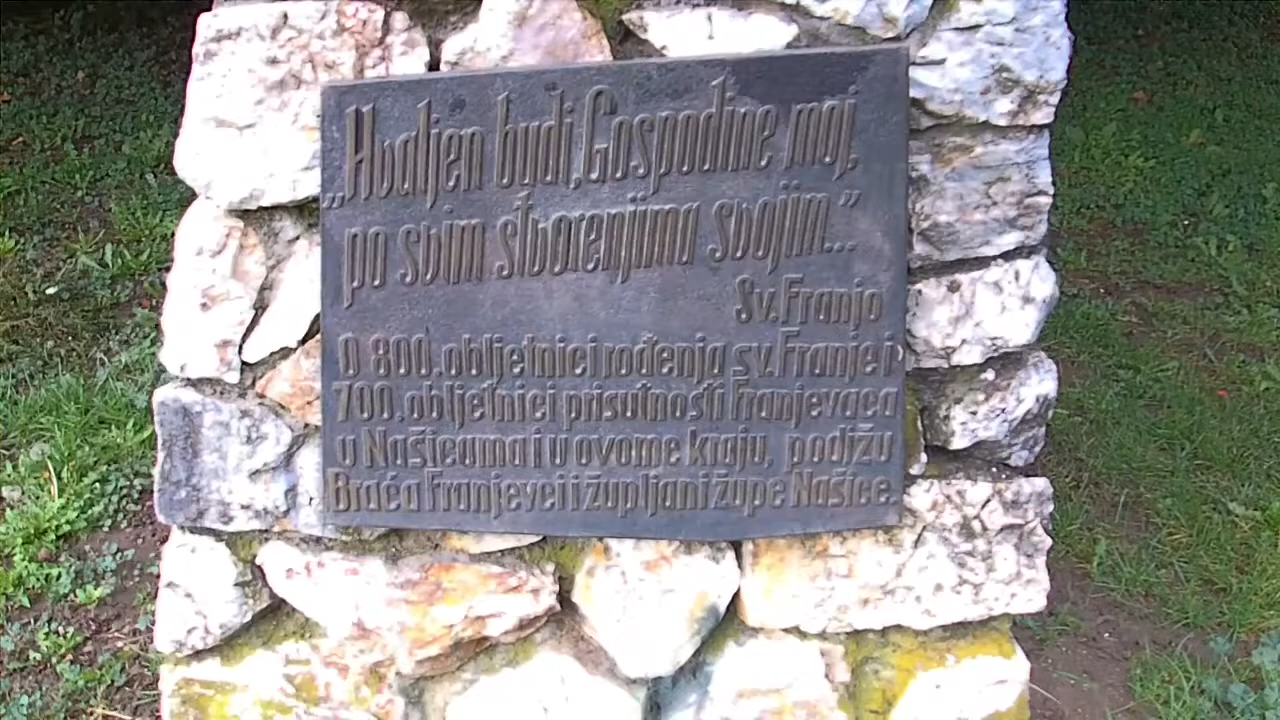 „Hvaljen budi, Gospodine moj,
po svim stvorenjima svojim..."
Sv. Franjo
O 800. obljetnici rođenja sv. Franje i
700. obljetnici prisutnosti Franjevaca
u Našicama i u ovome kraju, podižu
Braća Franjevci i župljani župe Našice.